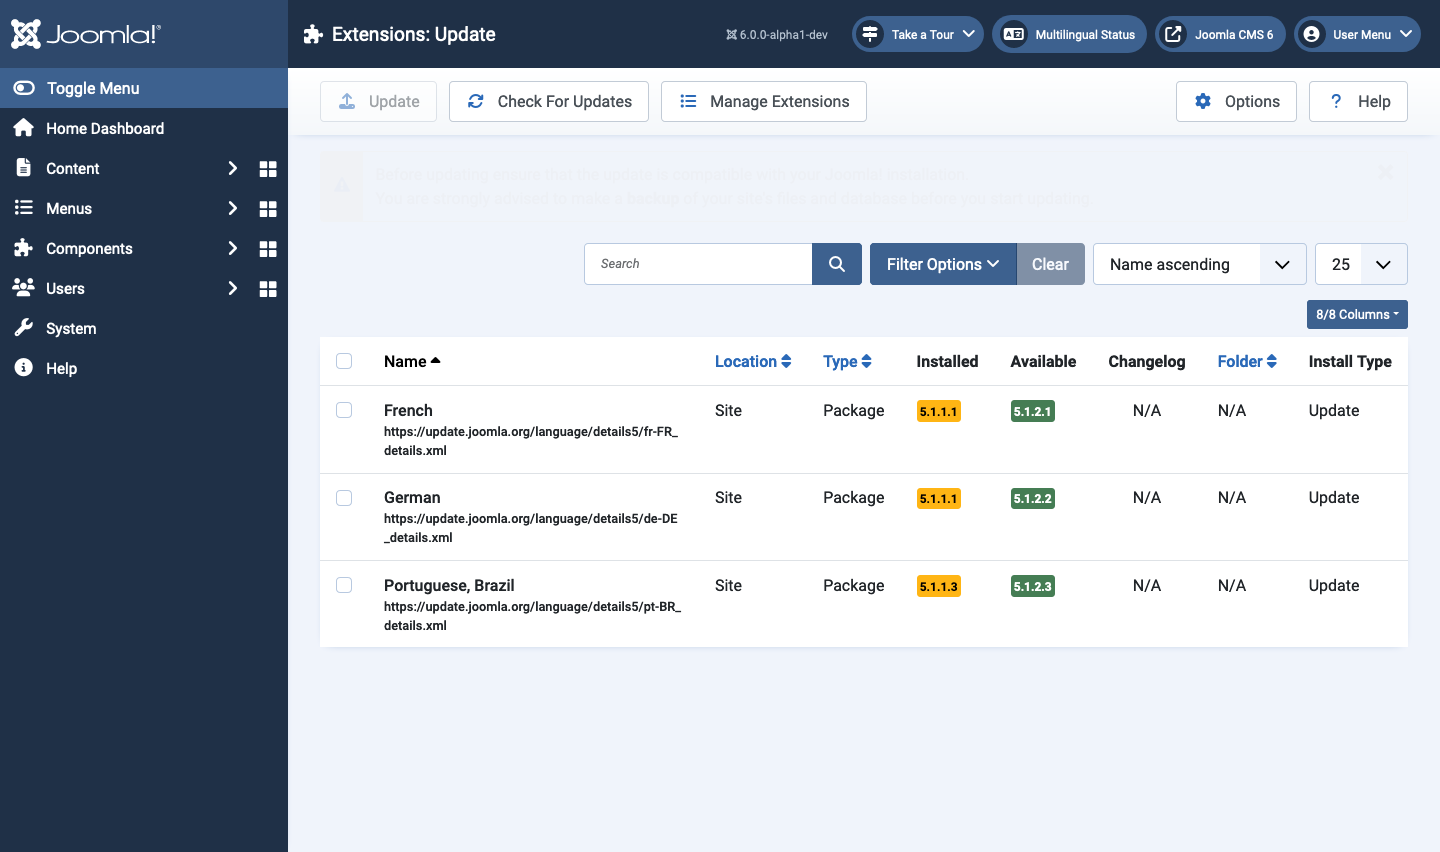 Joomla!®
Extensions: Update
6.0.0-alpha1-dev
Take a Tour
Multilingual Status
Joomla CMS 6
User Menu
Toggle Menu
Home Dashboard
Content
Menus
Components
Users
System
Help
Update
Check For Updates
Manage Extensions
Options
? Help
Before updating ensure that the update is compatible with your Joomla! installation.
You are strongly advised to make a backup of your site's files and database before you start updating.
Search
Filter Options
Clear
Name ascending
25
8/8 Columns
Name Location Type Installed Available Changelog Folder Install Type
French Site Package 5.1.1.1 5.1.2.1 N/A N/A Update
https://update.joomla.org/language/details5/fr-FR_
details.xml
German Site Package 5.1.1.1 5.1.2.2 N/A N/A Update
https://update.joomla.org/language/details5/de-DE
_details.xml
Portuguese, Brazil Site Package 5.1.1.3 5.1.2.3 N/A N/A Update
https://update.joomla.org/language/details5/pt-BR_
details.xml